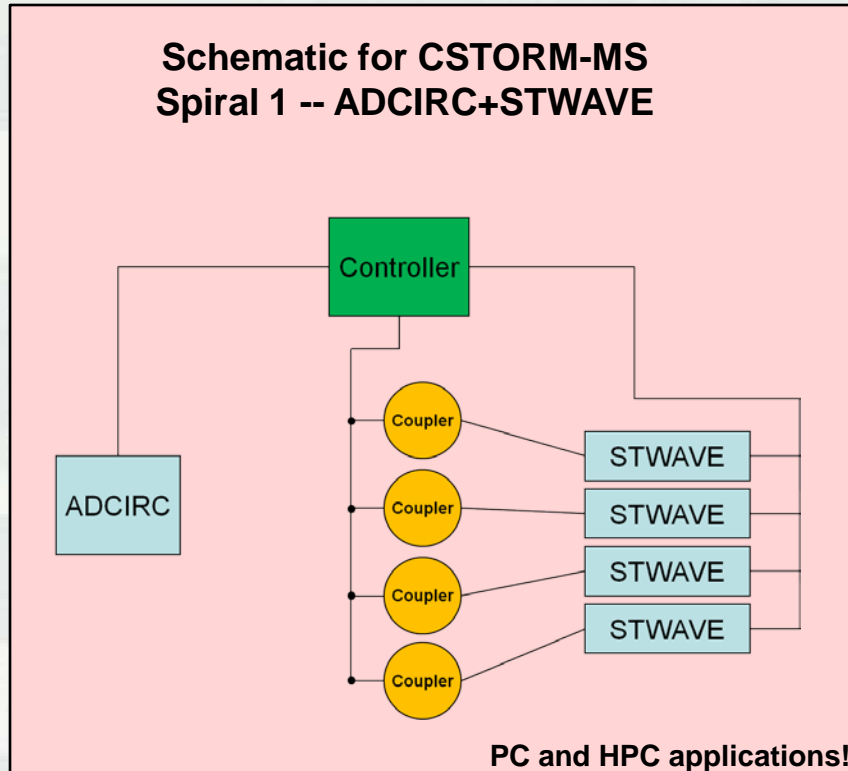 Schematic for CSTORM-MS
Spiral 1 -- ADCIRC+STWAVE
Controller
Coupler
STWAVE
ADCIRC
Coupler
STWAVE
Coupler
STWAVE
Coupler
STWAVE
PC and HPC applications!